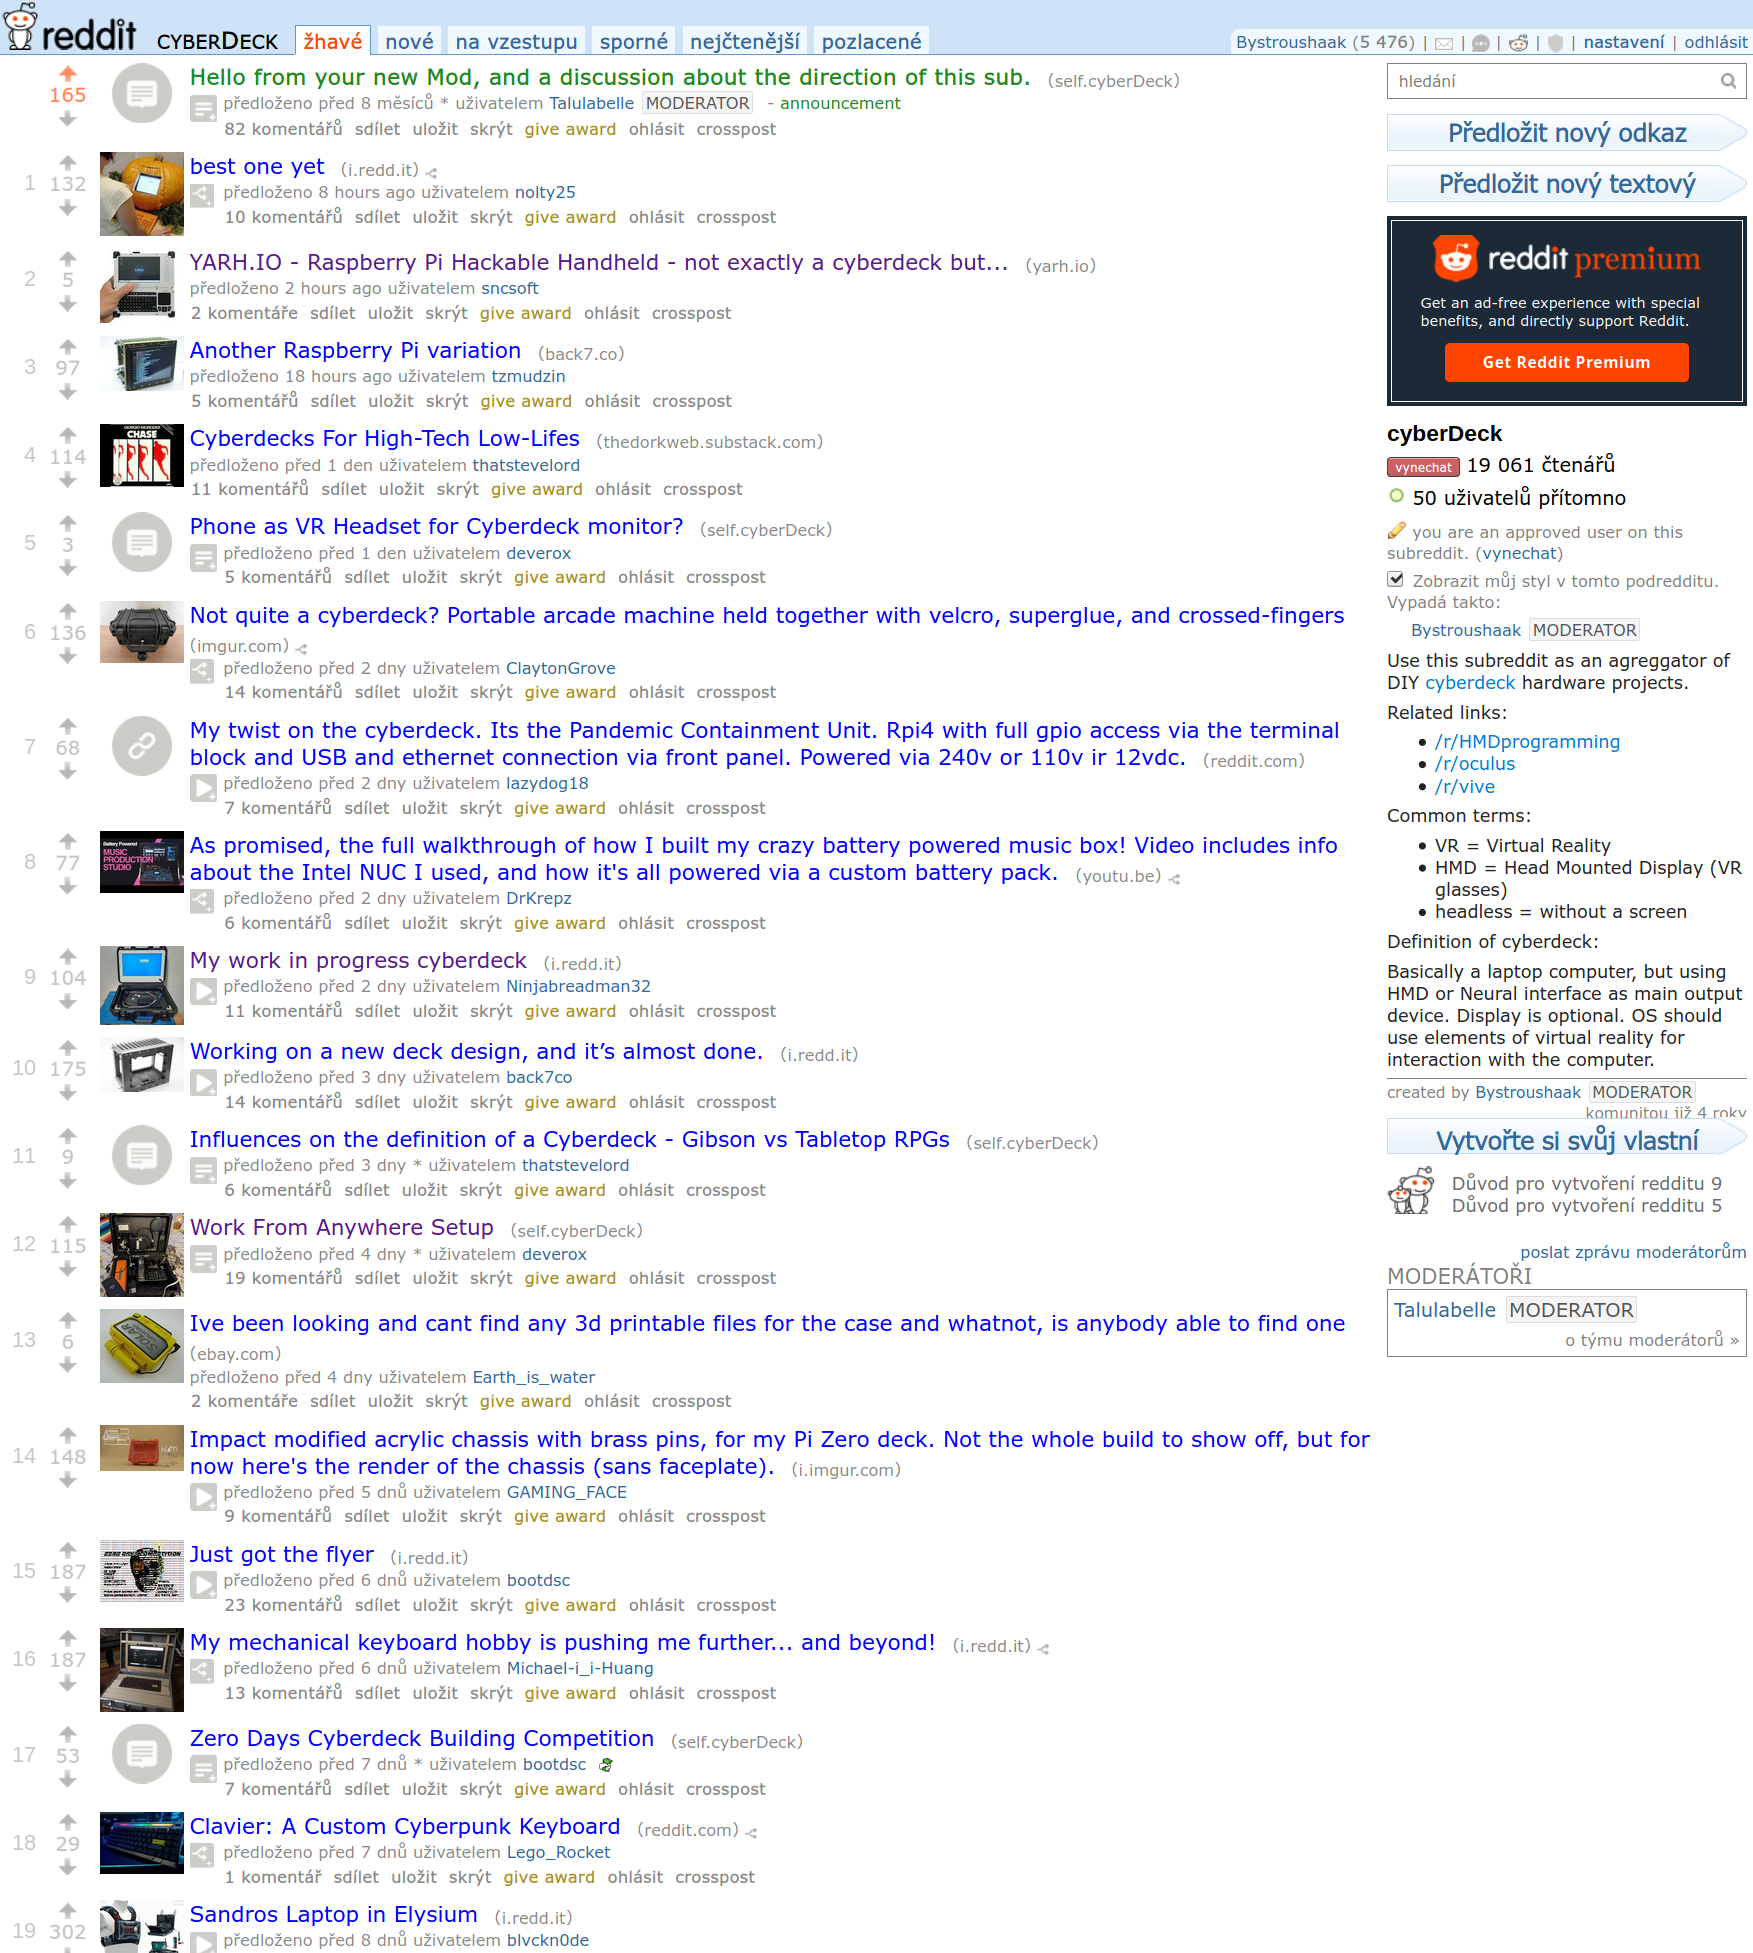 reddit CYBERDECK žhavé nové na vzestupu sporné nejčtenější pozlacené
Bystroushaak (5 476) | | | | | nastavení | odhlásit
165
Hello from your new Mod, and a discussion about the direction of this sub. (self.cyberDeck)
předloženo před 8 měsíců * uživatelem Talulabelle MODERATOR - announcement
82 komentářů sdílet uložit skrýt give award ohlásit crosspost
1 132
best one yet (i.redd.it)
předloženo 8 hours ago uživatelem nolty25
10 komentářů sdílet uložit skrýt give award ohlásit crosspost
2 5
YARH.IO - Raspberry Pi Hackable Handheld - not exactly a cyberdeck but... (yarh.io)
předloženo 2 hours ago uživatelem sncsoft
2 komentáře sdílet uložit skrýt give award ohlásit crosspost
3 97
Another Raspberry Pi variation (back7.co)
předloženo 18 hours ago uživatelem tzmudzin
5 komentářů sdílet uložit skrýt give award ohlásit crosspost
4 114
CHASE
Cyberdecks For High-Tech Low-Lifes (thedorkweb.substack.com)
předloženo před 1 den uživatelem thatstevelord
11 komentářů sdílet uložit skrýt give award ohlásit crosspost
5 3
Phone as VR Headset for Cyberdeck monitor? (self.cyberDeck)
předloženo před 1 den uživatelem deverox
5 komentářů sdílet uložit skrýt give award ohlásit crosspost
6 136
Not quite a cyberdeck? Portable arcade machine held together with velcro, superglue, and crossed-fingers
(imgur.com)
předloženo před 2 dny uživatelem ClaytonGrove
14 komentářů sdílet uložit skrýt give award ohlásit crosspost
7 68
My twist on the cyberdeck. Its the Pandemic Containment Unit. Rpi4 with full gpio access via the terminal
block and USB and ethernet connection via front panel. Powered via 240v or 110v ir 12vdc. (reddit.com)
předloženo před 2 dny uživatelem lazydog18
7 komentářů sdílet uložit skrýt give award ohlásit crosspost
8 77
Battery Powered
MUSIC
PRODUCTION
STUDIO
As promised, the full walkthrough of how I built my crazy battery powered music box! Video includes info
about the Intel NUC I used, and how it's all powered via a custom battery pack. (youtu.be)
předloženo před 2 dny uživatelem DrKrepz
6 komentářů sdílet uložit skrýt give award ohlásit crosspost
9 104
My work in progress cyberdeck (i.redd.it)
předloženo před 2 dny uživatelem Ninjabreadman32
11 komentářů sdílet uložit skrýt give award ohlásit crosspost
10 175
Working on a new deck design, and it’s almost done. (i.redd.it)
předloženo před 3 dny uživatelem back7co
14 komentářů sdílet uložit skrýt give award ohlásit crosspost
11 9
Influences on the definition of a Cyberdeck - Gibson vs Tabletop RPGs (self.cyberDeck)
předloženo před 3 dny * uživatelem thatstevelord
6 komentářů sdílet uložit skrýt give award ohlásit crosspost
12 115
Work From Anywhere Setup (self.cyberDeck)
předloženo před 4 dny * uživatelem deverox
19 komentářů sdílet uložit skrýt give award ohlásit crosspost
13 6
SOLAR
Ive been looking and cant find any 3d printable files for the case and whatnot, is anybody able to find one
(ebay.com)
předloženo před 4 dny uživatelem Earth_is_water
2 komentáře sdílet uložit skrýt give award ohlásit crosspost
14 148
Impact modified acrylic chassis with brass pins, for my Pi Zero deck. Not the whole build to show off, but for
now here's the render of the chassis (sans faceplate). (i.imgur.com)
předloženo před 5 dnů uživatelem GAMING_FACE
9 komentářů sdílet uložit skrýt give award ohlásit crosspost
15 187
Just got the flyer (i.redd.it)
předloženo před 6 dnů uživatelem bootdsc
23 komentářů sdílet uložit skrýt give award ohlásit crosspost
16 187
My mechanical keyboard hobby is pushing me further... and beyond! (i.redd.it)
předloženo před 6 dnů uživatelem Michael-i_i-Huang
13 komentářů sdílet uložit skrýt give award ohlásit crosspost
17 53
Zero Days Cyberdeck Building Competition (self.cyberDeck)
předloženo před 7 dnů * uživatelem bootdsc
7 komentářů sdílet uložit skrýt give award ohlásit crosspost
18 29
Clavier: A Custom Cyberpunk Keyboard (reddit.com)
předloženo před 7 dnů uživatelem Lego_Rocket
1 komentář sdílet uložit skrýt give award ohlásit crosspost
19 302
Sandros Laptop in Elysium (i.redd.it)
předloženo před 8 dnů uživatelem blvckn0de
hledání
Předložit nový odkaz
Předložit nový textový
reddit premium
Get an ad-free experience with special
benefits, and directly support Reddit.
Get Reddit Premium
cyberDeck
vynechat 19 061 čtenářů
50 uživatelů přítomno
you are an approved user on this
subreddit. (vynechat)
Zobrazit můj styl v tomto podredditu.
Vypadá takto:
Bystroushaak MODERATOR
Use this subreddit as an agreggator of
DIY cyberdeck hardware projects.
Related links:
• /r/HMDprogramming
• /r/oculus
• /r/vive
Common terms:
• VR = Virtual Reality
• HMD = Head Mounted Display (VR
glasses)
• headless = without a screen
Definition of cyberdeck:
Basically a laptop computer, but using
HMD or Neural interface as main output
device. Display is optional. OS should
use elements of virtual reality for
interaction with the computer.
created by Bystroushaak MODERATOR
komunitou již 4 roky
Vytvořte si svůj vlastní
Důvod pro vytvoření redditu 9
Důvod pro vytvoření redditu 5
poslat zprávu moderátorům
MODERÁTOŘI
Talulabelle MODERATOR
o týmu moderátorů »